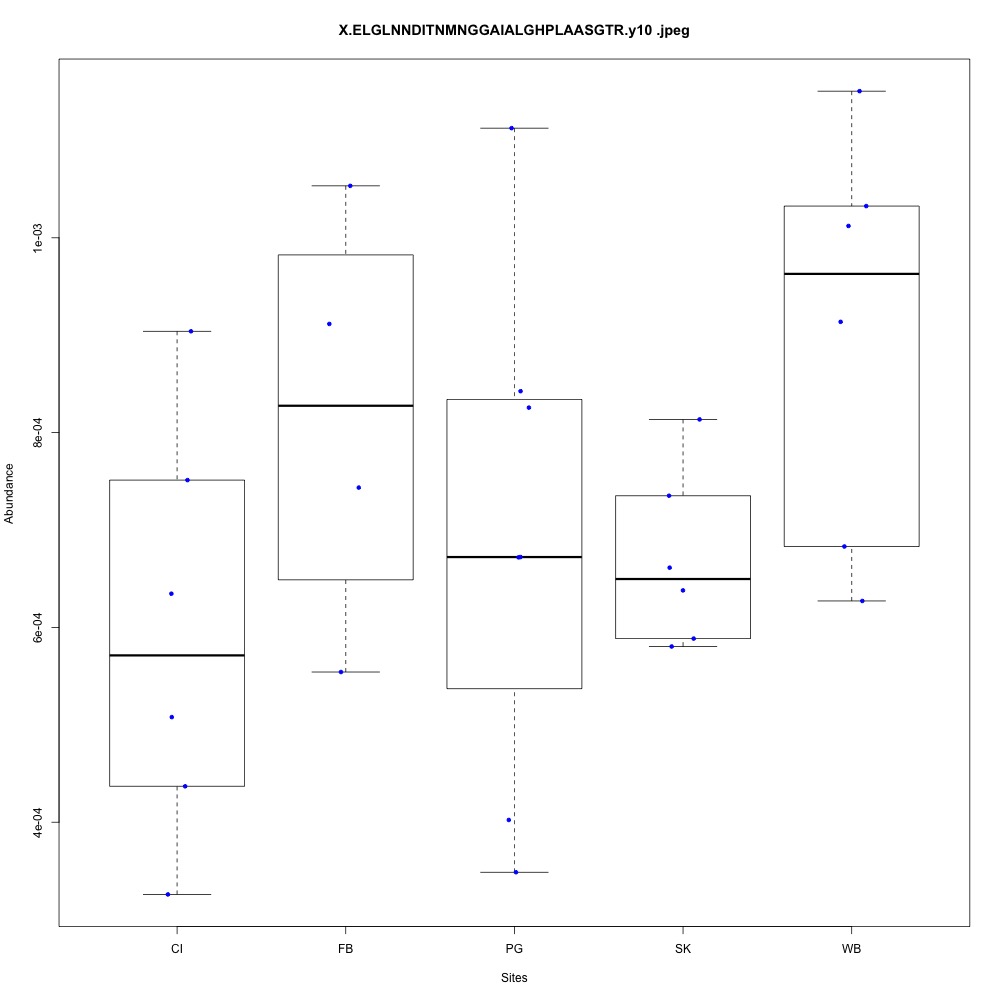 X.ELGLNNDITNMNGGAIALGHPLAASGTR.y10 .jpeg
1e-03
8e-04
6e-04
4e-04
Abundance
CI FB PG SK WB
Sites